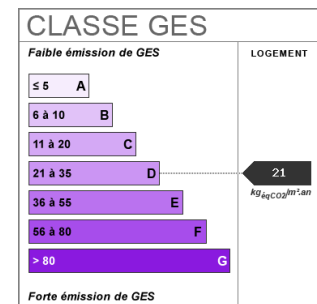 CLASSE GES
Faible émission de GES
LOGEMENT
≤ 5 A
6 à 10 B
11 à 20 C
21 à 35 D
21
kgéqCO2/m².an
36 à 55 E
56 à 80 F
> 80 G
Forte émission de GES